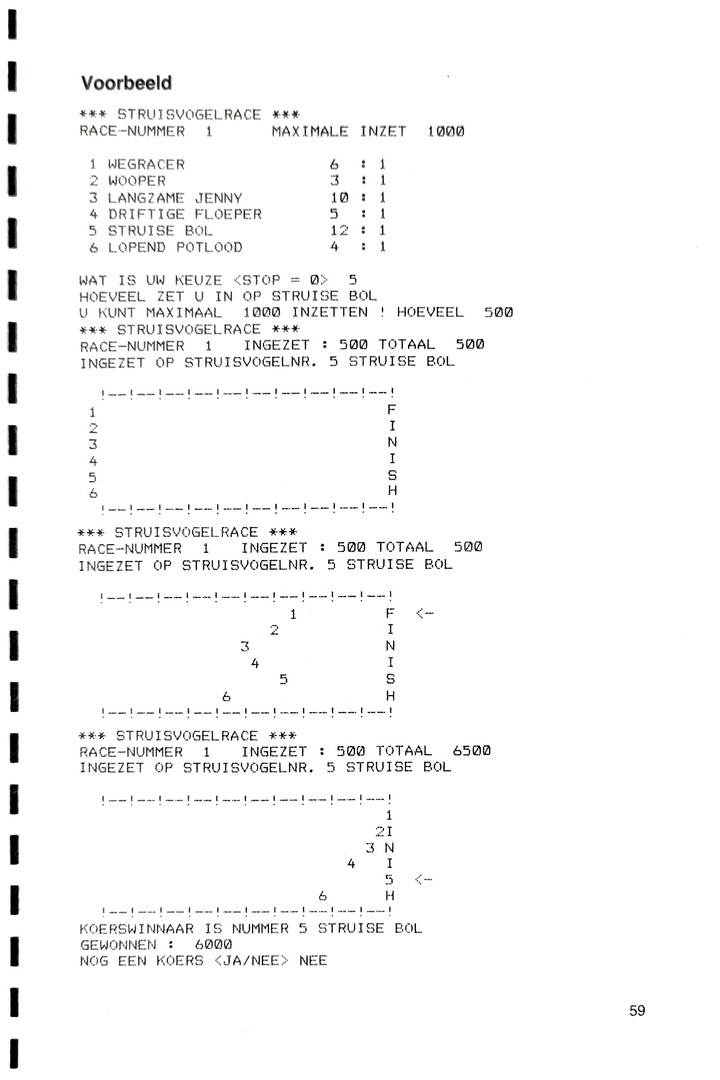 Voorbeeld
*** STRUISVOGELRACE ***
RACE-NUMMER 1 MAXIMALE INZET 1000
1 WEGRACER 6 : 1
2 WOOPER 3 : 1
3 LANGZAME JENNY 10 : 1
4 DRIFTIGE FLOEPER 5 : 1
5 STRUISE BOL 12 : 1
6 LOPEND POTLOOD 4 : 1
WAT IS UW KEUZE <STOP = 0> 5
HOEVEEL ZET U IN OP STRUISE BOL
U KUNT MAXIMAAL 1000 INZETTEN ! HOEVEEL 500
*** STRUISVOGELRACE ***
RACE-NUMMER 1 INGEZET : 500 TOTAAL 500
INGEZET OP STRUISVOGELNR. 5 STRUISE BOL
!--!--!--!--!--!--!--!--!--!--!
1 F
2 I
3 N
4 I
5 S
6 H
!--!--!--!--!--!--!--!--!--!--!
*** STRUISVOGELRACE ***
RACE-NUMMER 1 INGEZET : 500 TOTAAL 500
INGEZET OP STRUISVOGELNR. 5 STRUISE BOL
!--!--!--!--!--!--!--!--!--!--!
1 F <-
2 I
3 N
4 I
5 S
6 H
!--!--!--!--!--!--!--!--!--!--!
*** STRUISVOGELRACE ***
RACE-NUMMER 1 INGEZET : 500 TOTAAL 6500
INGEZET OP STRUISVOGELNR. 5 STRUISE BOL
!--!--!--!--!--!--!--!--!--!--!
1
2I
3 N
4 I
5 <-
6 H
!--!--!--!--!--!--!--!--!--!--!
KOERSWINNAAR IS NUMMER 5 STRUISE BOL
GEWONNEN : 6000
NOG EEN KOERS <JA/NEE> NEE
59